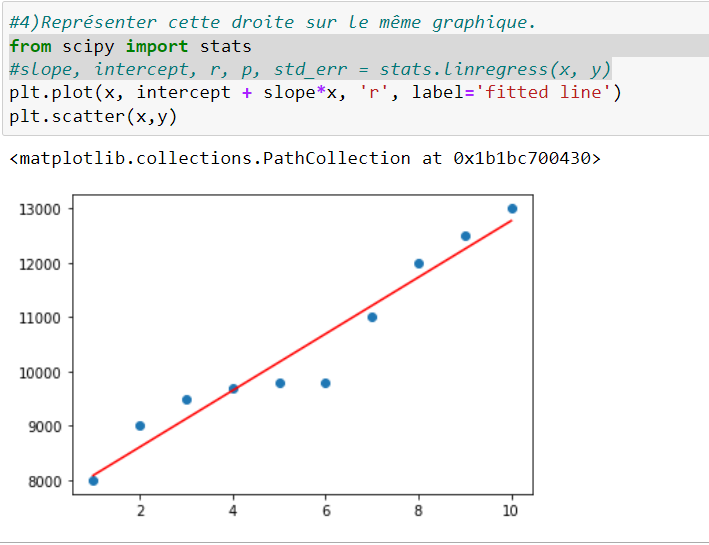 #4)Représenter cette droite sur le même graphique.
from scipy import stats
#slope, intercept, r, p, std_err = stats.linregress(x, y)
plt.plot(x, intercept + slope*x, 'r', label='fitted line')
plt.scatter(x,y)
<matplotlib.collections.PathCollection at 0x1b1bc700430>
13000
12000
11000
10000
9000
8000
2 4 6 8 10